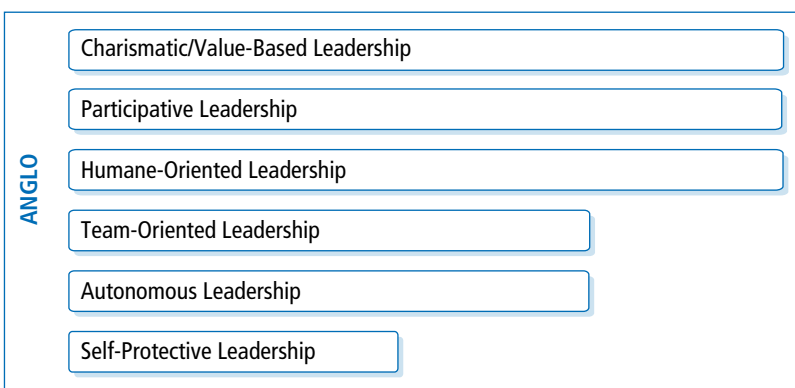 ANGLO
Charismatic/Value-Based Leadership
Participative Leadership
Humane-Oriented Leadership
Team-Oriented Leadership
Autonomous Leadership
Self-Protective Leadership